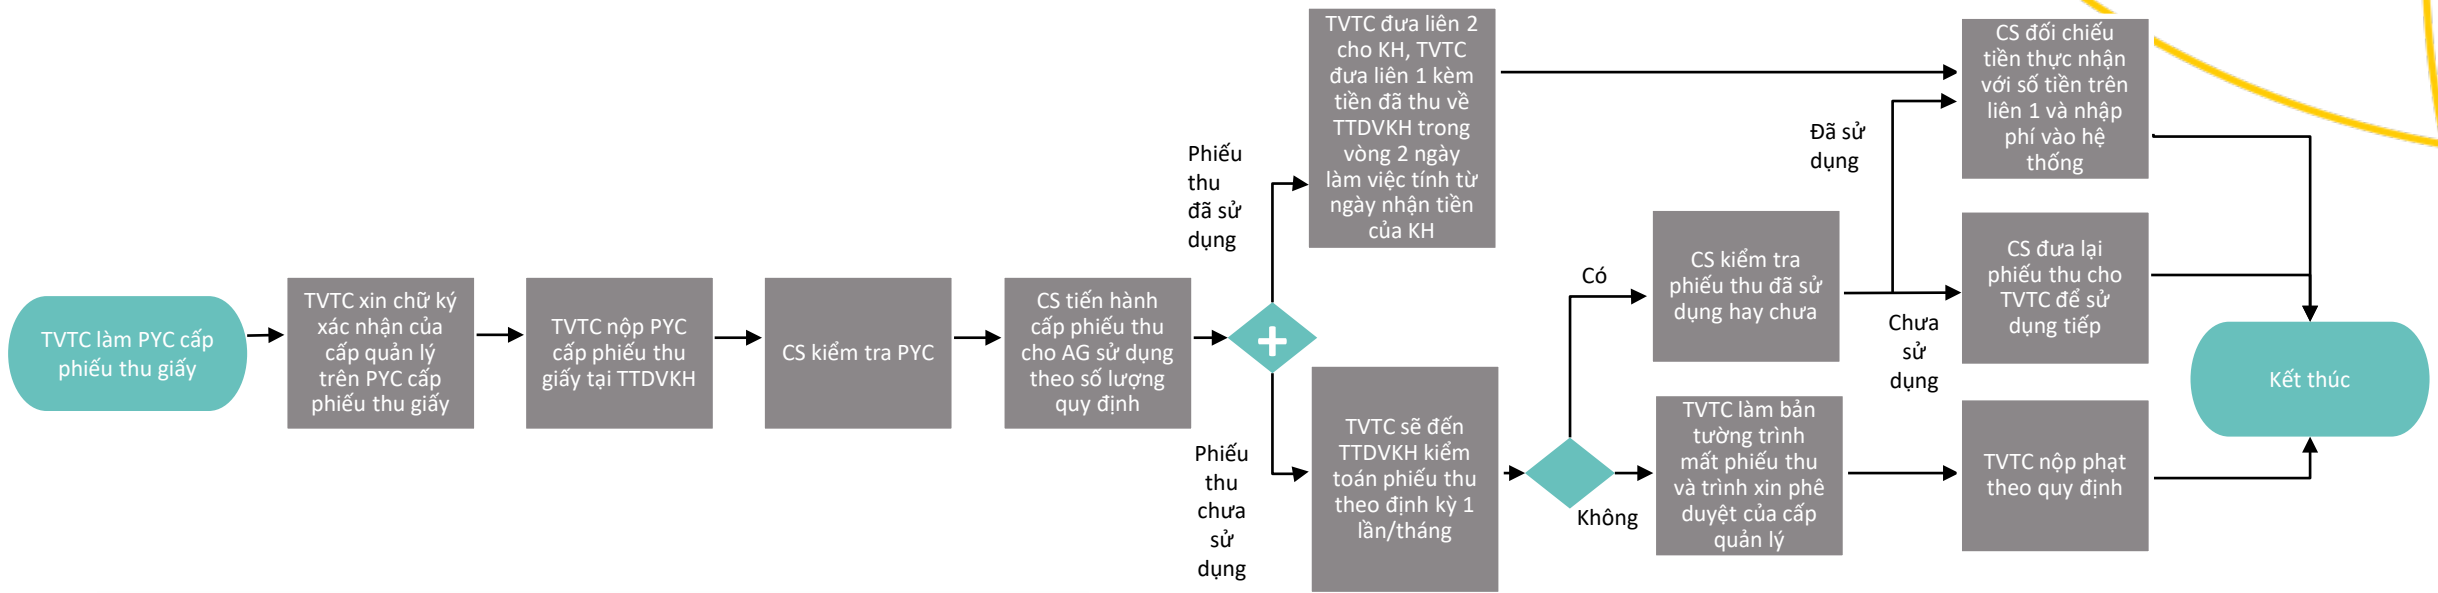 TVTC làm PYC cấp
phiếu thu giấy
TVTC xin chữ ký
xác nhận của
cấp quản lý
trên PYC cấp
phiếu thu giấy
TVTC nộp PYC
cấp phiếu thu
giấy tại TTDVKH
CS kiểm tra PYC
CS tiến hành
cấp phiếu thu
cho AG sử dụng
theo số lượng
quy định
Phiếu
thu
đã sử
dụng
TVTC đưa liên 2
cho KH, TVTC
đưa liên 1 kèm
tiền đã thu về
TTDVKH trong
vòng 2 ngày
làm việc tính từ
ngày nhận tiền
của KH
Phiếu
thu
chưa
sử
dụng
TVTC sẽ đến
TTDVKH kiểm
toán phiếu thu
theo định kỳ 1
lần/tháng
Có
CS kiểm tra
phiếu thu đã sử
dụng hay chưa
Không
TVTC làm bản
tường trình
mất phiếu thu
và trình xin phê
duyệt của cấp
quản lý
Đã sử
dụng
CS đối chiếu
tiền thực nhận
với số tiền trên
liên 1 và nhập
phí vào hệ
thống
Chưa
sử
dụng
CS đưa lại
phiếu thu cho
TVTC để sử
dụng tiếp
TVTC nộp phạt
theo quy định
Kết thúc